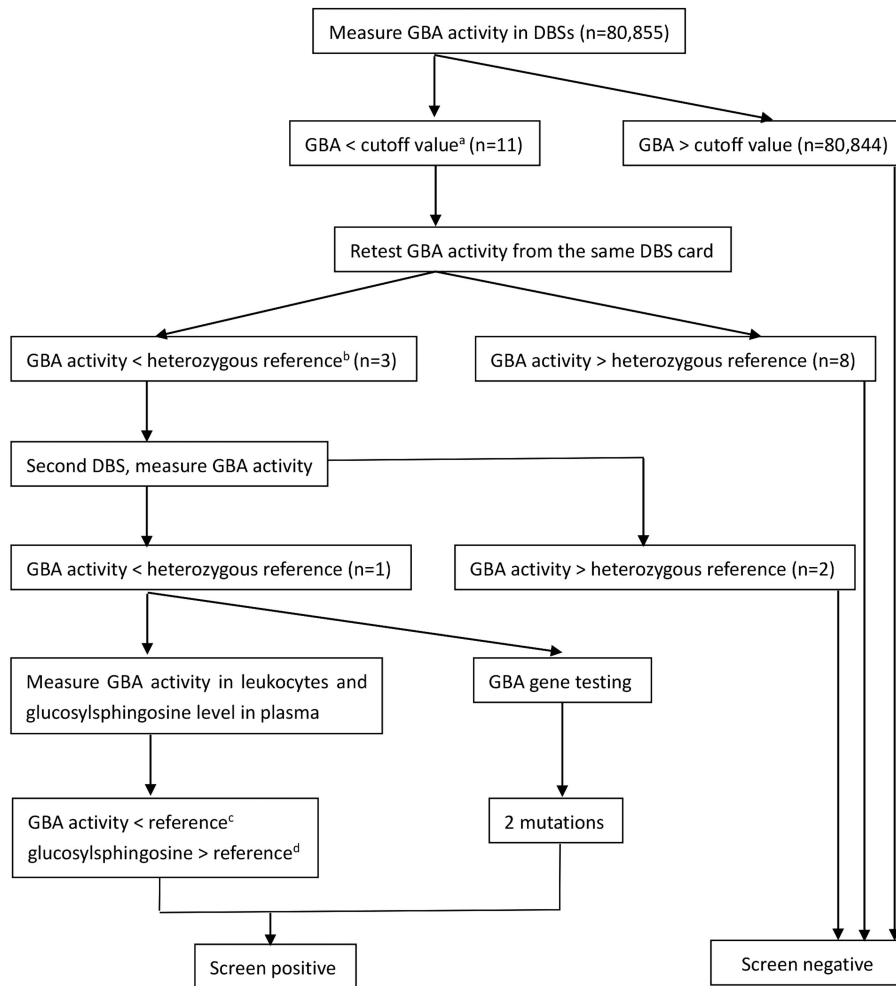 Measure GBA activity in DBSs (n=80,855)
GBA < cutoff valueᵃ (n=11)
GBA > cutoff value (n=80,844)
Retest GBA activity from the same DBS card
GBA activity < heterozygous referenceᵇ (n=3)
GBA activity > heterozygous reference (n=8)
Second DBS, measure GBA activity
GBA activity < heterozygous reference (n=1)
GBA activity > heterozygous reference (n=2)
Measure GBA activity in leukocytes and
glucosylsphingosine level in plasma
GBA gene testing
GBA activity < referenceᶜ
glucosylsphingosine > referenceᵈ
2 mutations
Screen positive
Screen negative